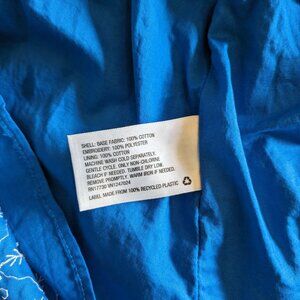 SHELL: BASE FABRIC: 100% COTTON
EMBROIDERY: 100% POLYESTER
LINING: 100% COTTON
MACHINE WASH COLD SEPARATELY,
GENTLE CYCLE. ONLY NON-CHLORINE
BLEACH IF NEEDED. TUMBLE DRY LOW.
REMOVE PROMPTLY. WARM IRON IF NEEDED.
RN17730 VN1247604
LABEL MADE FROM 100% RECYCLED PLASTIC